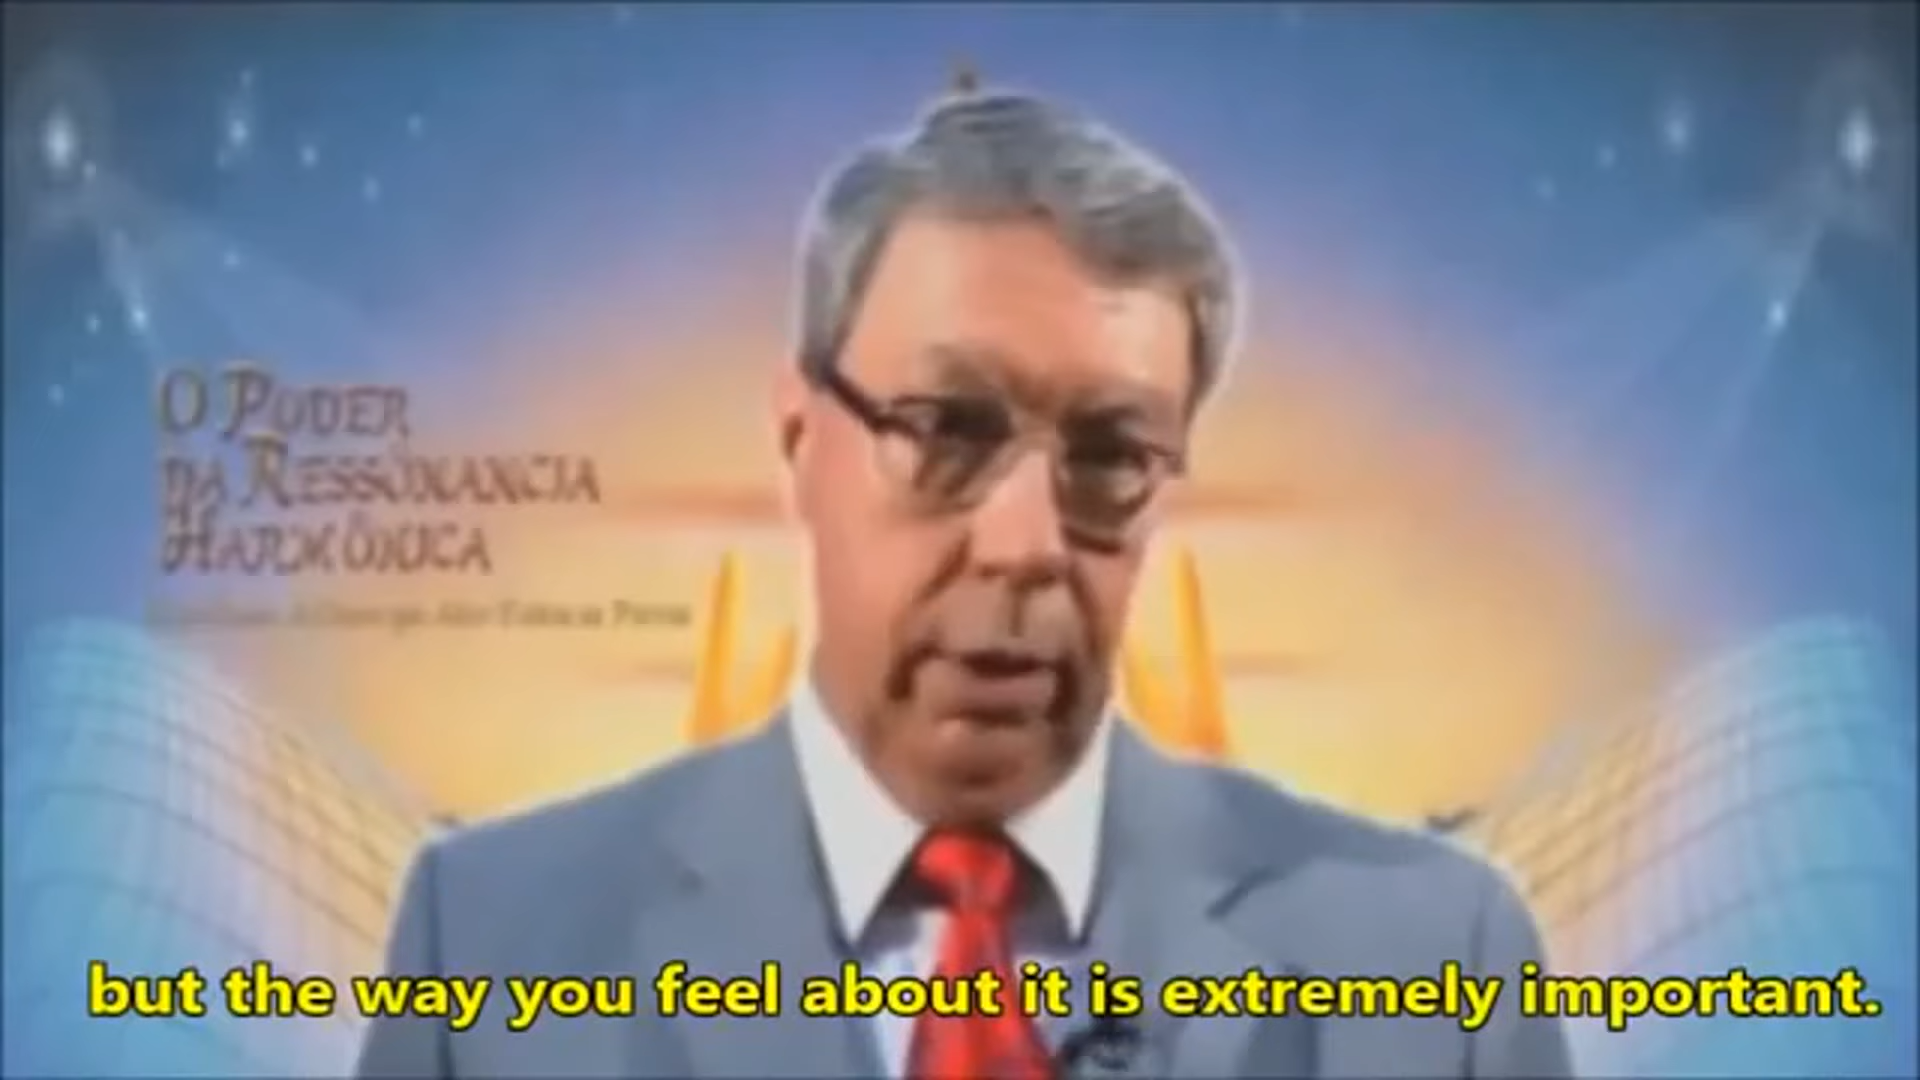 O PODER
DA RESSONANCIA
HARMÔNICA
but the way you feel about it is extremely important.